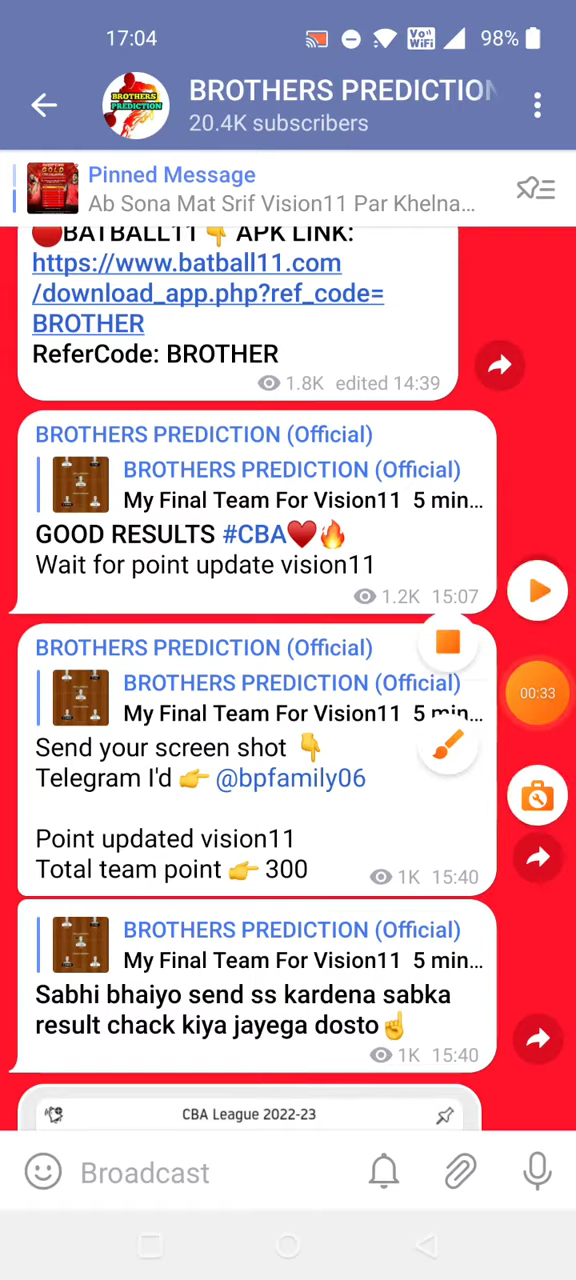 17:04
Vo
WiFi
98%
BROTHERS PREDICTION
BROTHERS PREDICTION
20.4K subscribers
Pinned Message
GOLD
Ab Sona Mat Srif Vision11 Par Khelna...
🔴BATBALL11👇 APK LINK:
https://www.batball11.com
/download_app.php?ref_code=
BROTHER
ReferCode: BROTHER
1.8K edited 14:39
BROTHERS PREDICTION (Official)
BROTHERS PREDICTION (Official)
My Final Team For Vision11 5 min...
GOOD RESULTS #CBA♥️🔥
Wait for point update vision11
1.2K 15:07
BROTHERS PREDICTION (Official)
BROTHERS PREDICTION (Official)
My Final Team For Vision11 5 min...
00:33
Send your screen shot 👇
Telegram I'd 👉 @bpfamily06
Point updated vision11
Total team point 👉 300
1K 15:40
BROTHERS PREDICTION (Official)
My Final Team For Vision11 5 min...
Sabhi bhaiyo send ss kardena sabka
result chack kiya jayega dosto☝️
1K 15:40
CBA League 2022-23
Broadcast